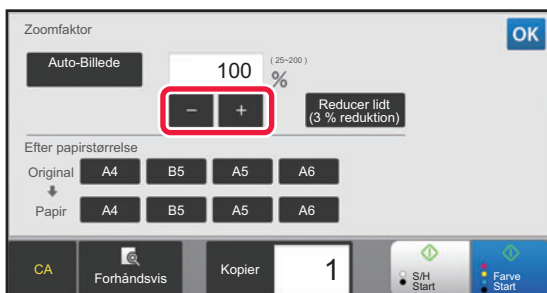 Zoomfaktor
OK
Auto-Billede
100
(25~200)
%
− +
Reducer lidt
(3 % reduktion)
Efter papirstørrelse
Original A4 B5 A5 A6
Papir A4 B5 A5 A6
CA
Forhåndsvis
Kopier
1
S/H
Start
Farve
Start